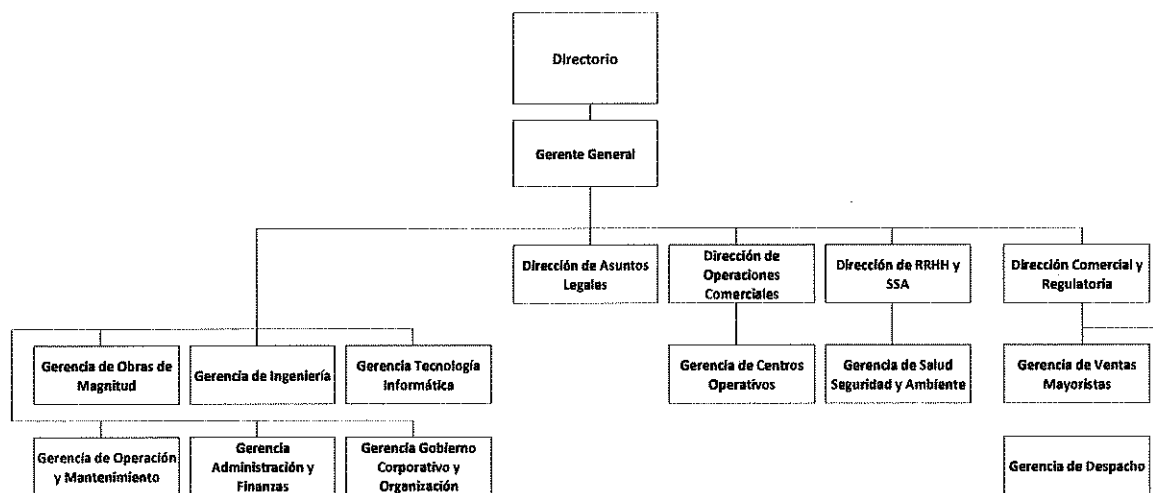 Directorio
Gerente General
Dirección de Asuntos
Legales
Dirección de
Operaciones
Comerciales
Dirección de RRHH y
SSA
Dirección Comercial y
Regulatoria
Gerencia de Obras de
Magnitud
Gerencia de Ingeniería
Gerencia Tecnología
Informática
Gerencia de Centros
Operativos
Gerencia de Salud
Seguridad y Ambiente
Gerencia de Ventas
Mayoristas
Gerencia de Operación
y Mantenimiento
Gerencia
Administración y
Finanzas
Gerencia Gobierno
Corporativo y
Organización
Gerencia de Despacho